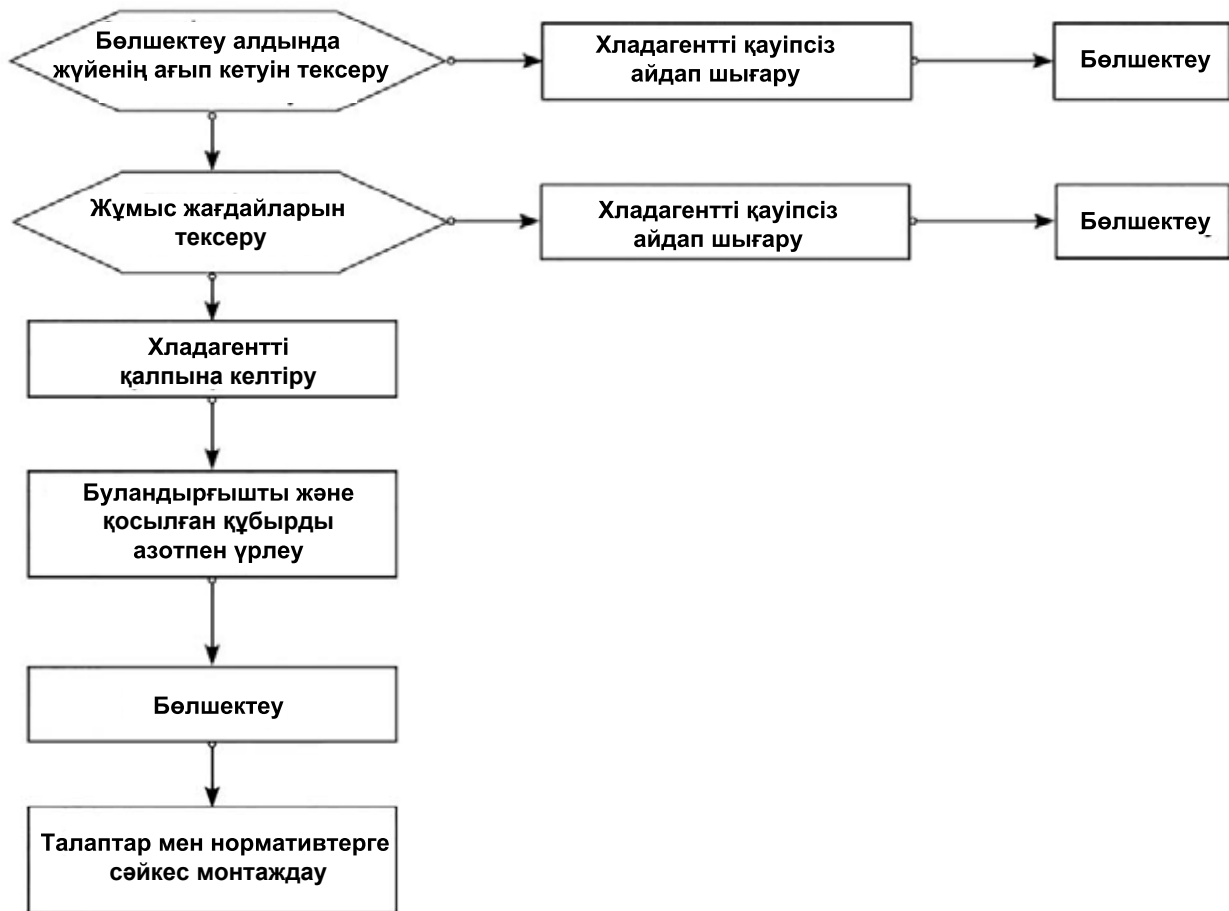 Бөлшектеу алдында
жүйенің ағып кетуін тексеру
Хладагентті қауіпсіз
айдап шығару
Бөлшектеу
Жұмыс жағдайларын
тексеру
Хладагентті қауіпсіз
айдап шығару
Бөлшектеу
Хладагентті
қалпына келтіру
Буландырғышты және
қосылған құбырды
азотпен үрлеу
Бөлшектеу
Талаптар мен нормативтерге
сәйкес монтаждау